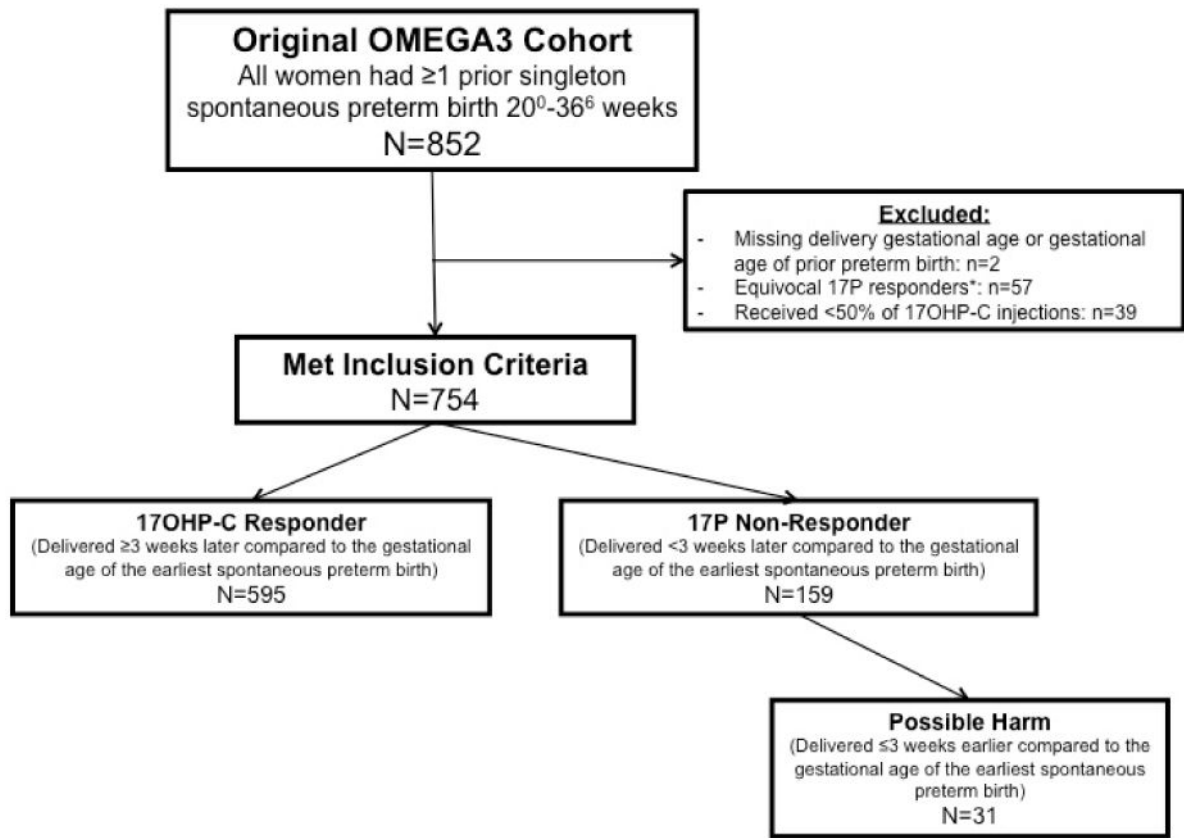 Original OMEGA3 Cohort
All women had ≥1 prior singleton
spontaneous preterm birth 20⁰-36⁶ weeks
N=852
Excluded:
- Missing delivery gestational age or gestational
age of prior preterm birth: n=2
- Equivocal 17P responders*: n=57
- Received <50% of 17OHP-C injections: n=39
Met Inclusion Criteria
N=754
17OHP-C Responder
(Delivered ≥3 weeks later compared to the gestational
age of the earliest spontaneous preterm birth)
N=595
17P Non-Responder
(Delivered <3 weeks later compared to the gestational
age of the earliest spontaneous preterm birth)
N=159
Possible Harm
(Delivered ≤3 weeks earlier compared to the
gestational age of the earliest spontaneous
preterm birth)
N=31